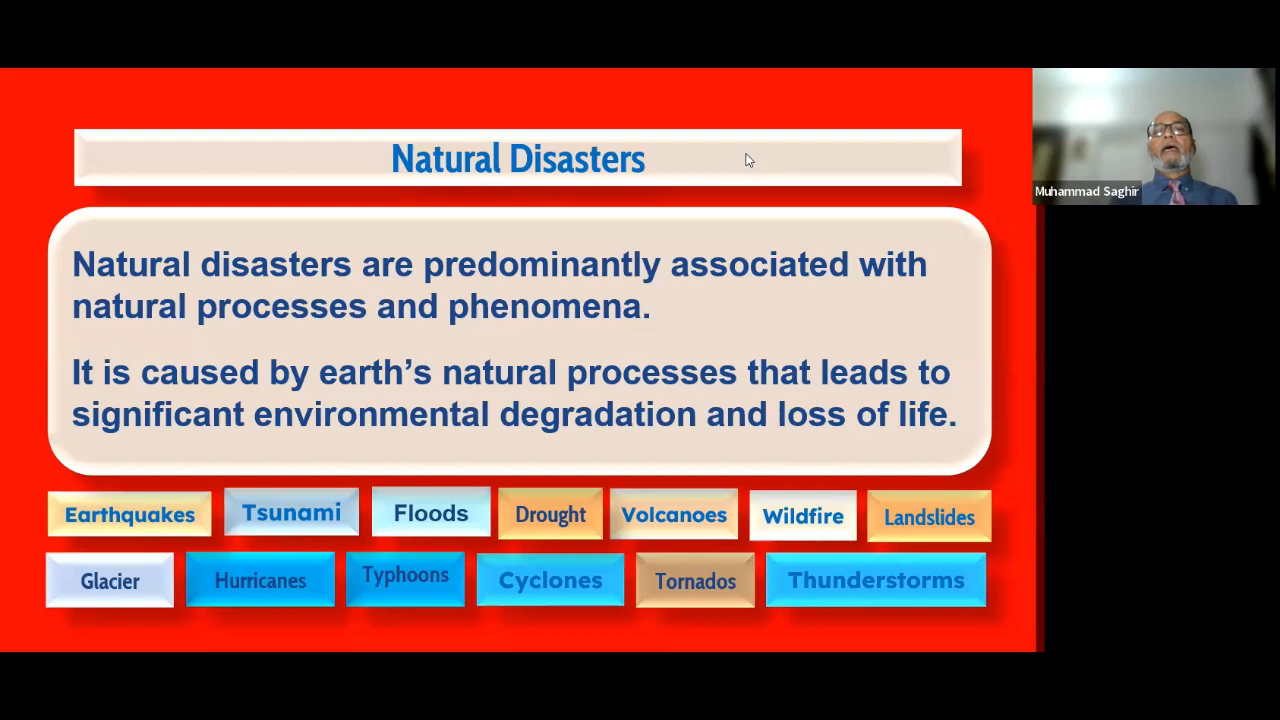 Natural Disasters
Muhammad Saghir
Natural disasters are predominantly associated with
natural processes and phenomena.
It is caused by earth’s natural processes that leads to
significant environmental degradation and loss of life.
Earthquakes
Tsunami
Floods
Drought
Volcanoes
Wildfire
Landslides
Glacier
Hurricanes
Typhoons
Cyclones
Tornados
Thunderstorms